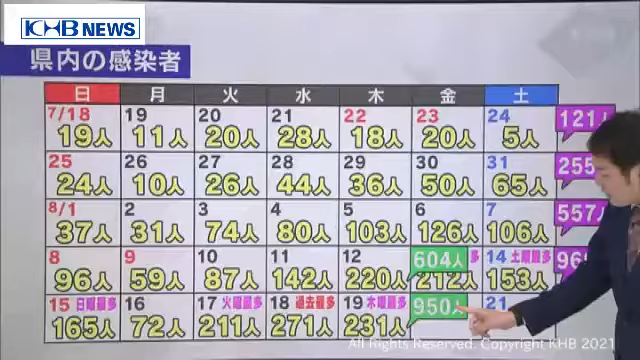 KHB NEWS
県内の感染者
日 月 火 水 木 金 土
7/18 19 20 21 22 23 24
19人 11人 20人 28人 18人 20人 5人 121人
25 26 27 28 29 30 31
24人 10人 26人 44人 36人 50人 65人 255
8/1 2 3 4 5 6 7
37人 31人 74人 80人 103人 126人 106人 557人
8 9 10 11 12 604人 14 土曜最多
96人 59人 87人 142人 220人 212人 153人 96
15 日曜最多 16 17 火曜最多 18 過去最多 19 木曜最多 950人 21
165人 72人 211人 271人 231人
All Rights Reserved. Copyright KHB 2021